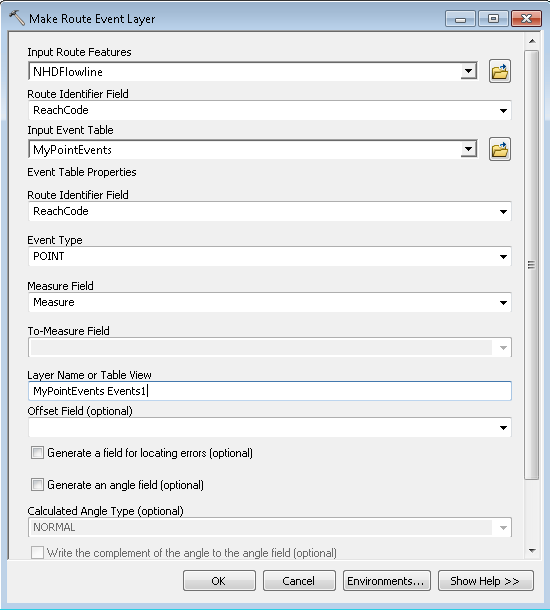 Make Route Event Layer
Input Route Features
NHDFlowline
Route Identifier Field
ReachCode
Input Event Table
MyPointEvents
Event Table Properties
Route Identifier Field
ReachCode
Event Type
POINT
Measure Field
Measure
To-Measure Field
Layer Name or Table View
MyPointEvents Events1
Offset Field (optional)
Generate a field for locating errors (optional)
Generate an angle field (optional)
Calculated Angle Type (optional)
NORMAL
Write the complement of the angle to the angle field (optional)
OK Cancel Environments... Show Help >>